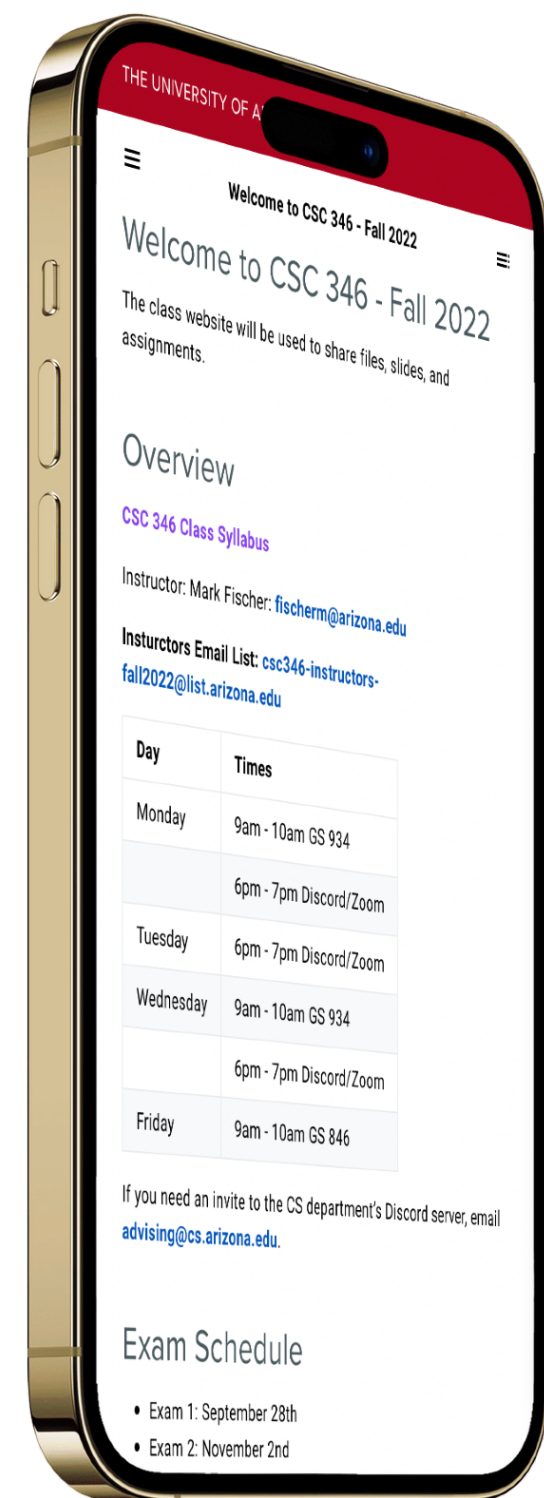 THE UNIVERSITY OF
Welcome to CSC 346 - Fall 2022
Welcome to CSC 346 - Fall 2022
The class website will be used to share files, slides, and
assignments.
Overview
CSC 346 Class Syllabus
Instructor: Mark Fischer: fischerm@arizona.edu
Insturctors Email List: csc346-instructors-
fall2022@list.arizona.edu
Day Times
Monday 9am - 10am GS 934
6pm - 7pm Discord/Zoom
Tuesday 6pm - 7pm Discord/Zoom
Wednesday 9am - 10am GS 934
6pm - 7pm Discord/Zoom
Friday 9am - 10am GS 846
If you need an invite to the CS department's Discord server, email
advising@cs.arizona.edu.
Exam Schedule
• Exam 1: September 28th
• Exam 2: November 2nd